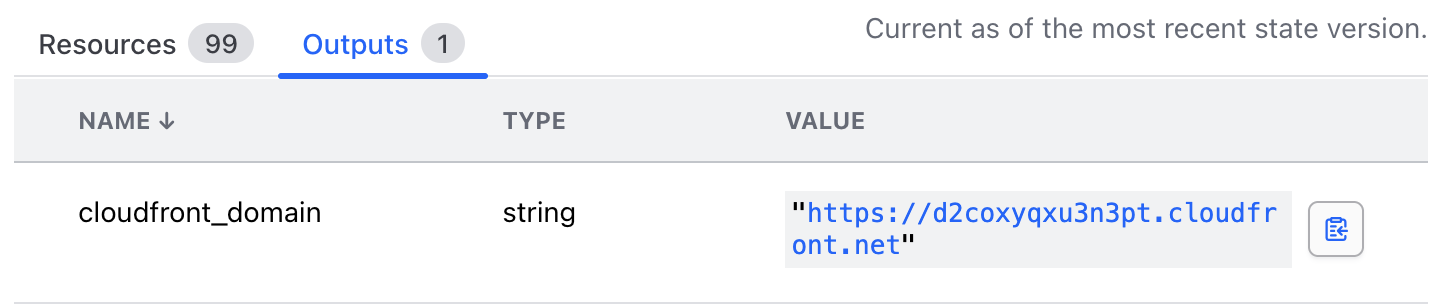 Resources 99 Outputs 1 Current as of the most recent state version.
NAME ↓ TYPE VALUE
cloudfront_domain string "https://d2coxyqxu3n3pt.cloudfr
ont.net"